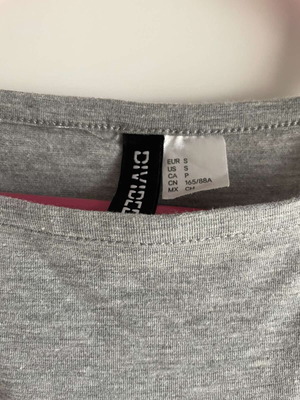 DIVIDED
EUR S
US S
CA P
CN 165/88A
MX CH